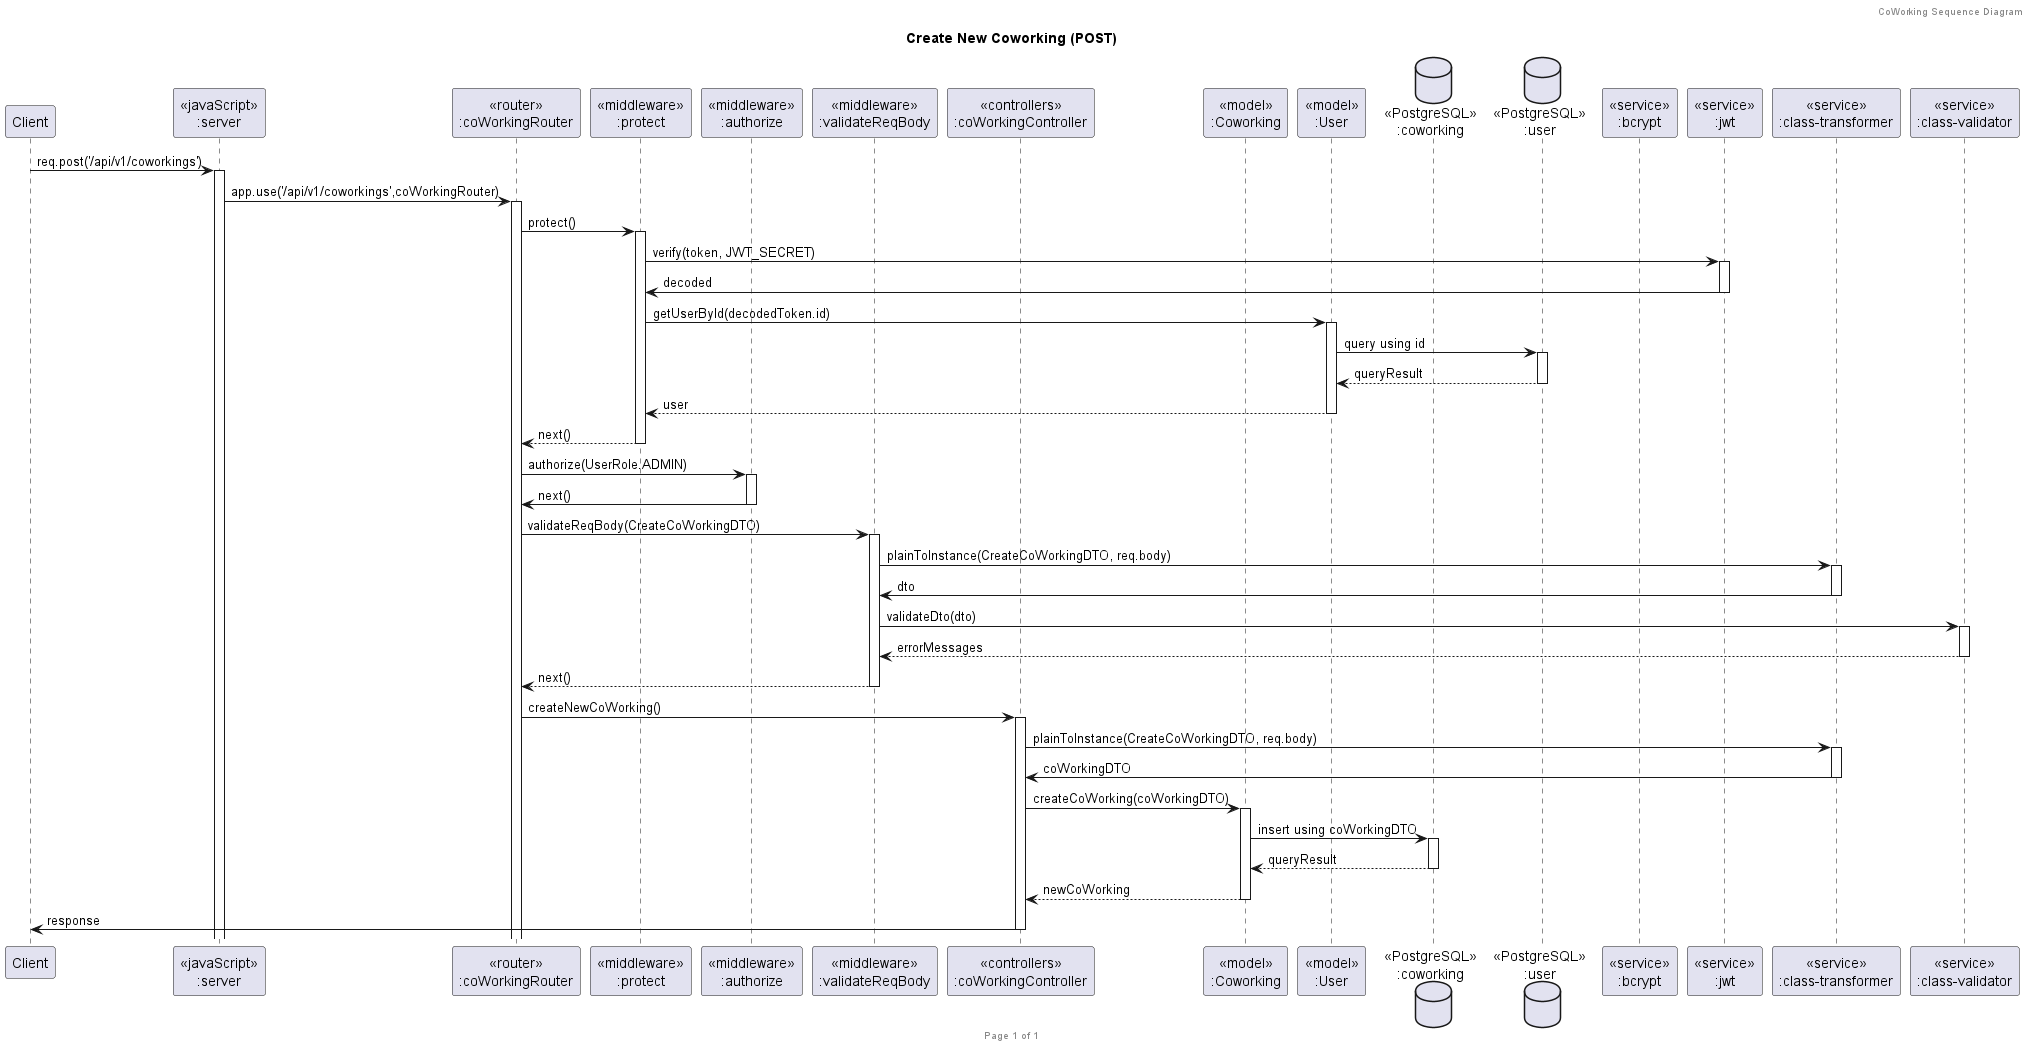 CoWorking Sequence Diagram
Create New Coworking (POST)
Client
«javaScript»
:server
«router»
:coWorkingRouter
«middleware»
:protect
«middleware»
:authorize
«middleware»
:validateReqBody
«controllers»
:coWorkingController
«model»
:Coworking
«model»
:User
«PostgreSQL»
:coworking
«PostgreSQL»
:user
«service»
:bcrypt
«service»
:jwt
«service»
:class-transformer
«service»
:class-validator
req.post('/api/v1/coworkings')
app.use('/api/v1/coworkings',coWorkingRouter)
protect()
verify(token, JWT_SECRET)
decoded
getUserById(decodedToken.id)
query using id
queryResult
user
next()
authorize(UserRole.ADMIN)
next()
validateReqBody(CreateCoWorkingDTO)
plainToInstance(CreateCoWorkingDTO, req.body)
dto
validateDto(dto)
errorMessages
next()
createNewCoWorking()
plainToInstance(CreateCoWorkingDTO, req.body)
coWorkingDTO
createCoWorking(coWorkingDTO)
insert using coWorkingDTO
queryResult
newCoWorking
response
Client
«javaScript»
:server
«router»
:coWorkingRouter
«middleware»
:protect
«middleware»
:authorize
«middleware»
:validateReqBody
«controllers»
:coWorkingController
«model»
:Coworking
«model»
:User
«PostgreSQL»
:coworking
«PostgreSQL»
:user
«service»
:bcrypt
«service»
:jwt
«service»
:class-transformer
«service»
:class-validator
Page 1 of 1